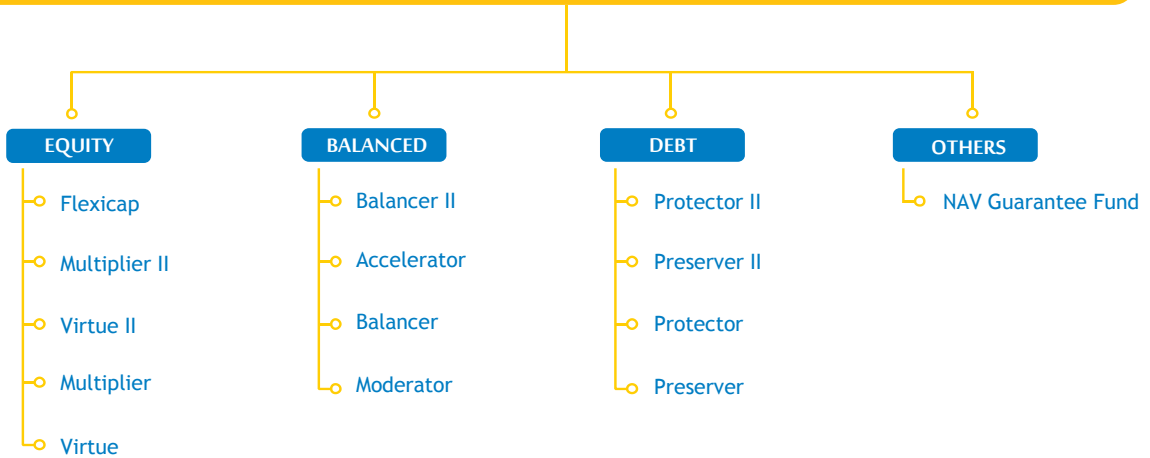 EQUITY
Flexicap
Multiplier II
Virtue II
Multiplier
Virtue
BALANCED
Balancer II
Accelerator
Balancer
Moderator
DEBT
Protector II
Preserver II
Protector
Preserver
OTHERS
NAV Guarantee Fund